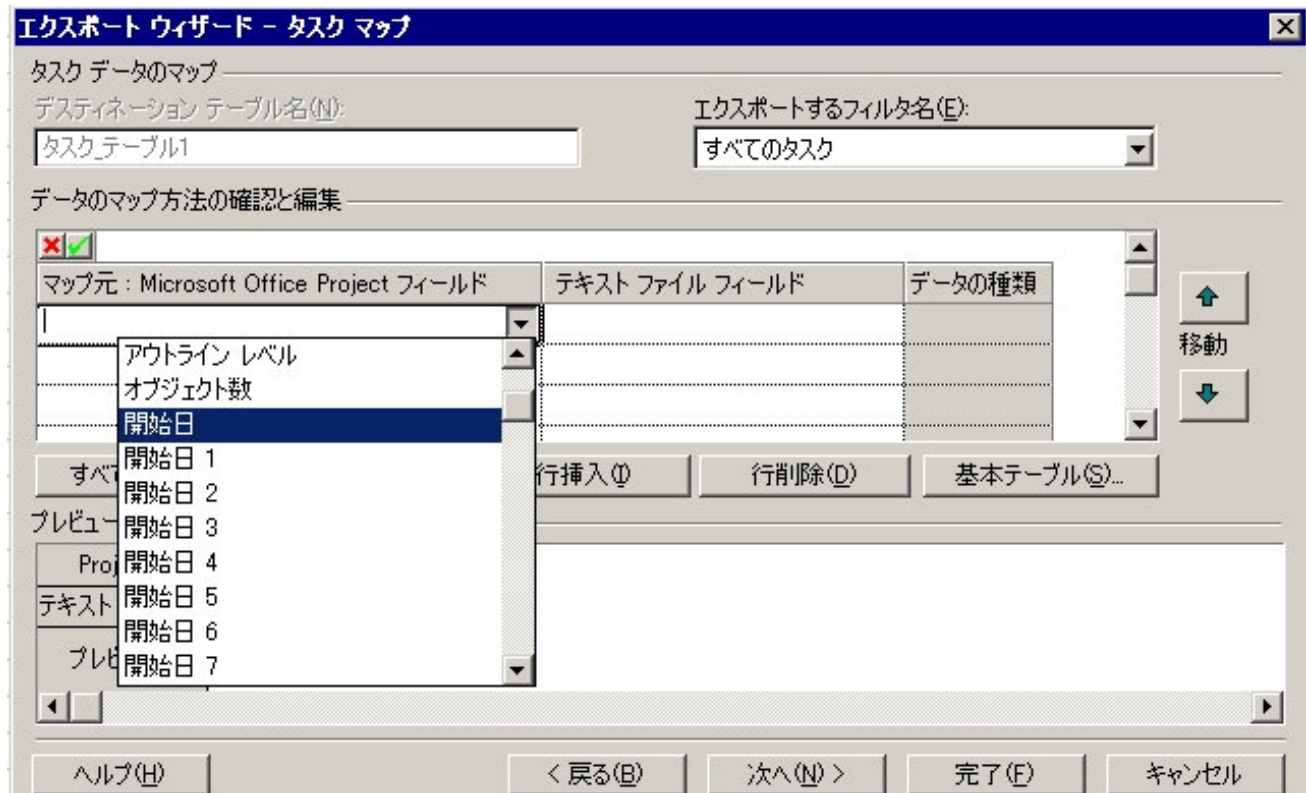 エクスポート ウィザード - タスク マップ
タスク データのマップ
デスティネーション テーブル名(N):
エクスポートするフィルタ名(E):
タスク_テーブル1
すべてのタスク
データのマップ方法の確認と編集
マップ元 : Microsoft Office Project フィールド
テキスト ファイル フィールド
データの種類
移動
アウトライン レベル
オブジェクト数
開始日
開始日 1
開始日 2
開始日 3
開始日 4
開始日 5
開始日 6
開始日 7
すべ
行挿入(I)
行削除(D)
基本テーブル(S)...
プレビュー
Proj
テキスト
プレビ
ヘルプ(H)
< 戻る(B)
次へ(N) >
完了(F)
キャンセル